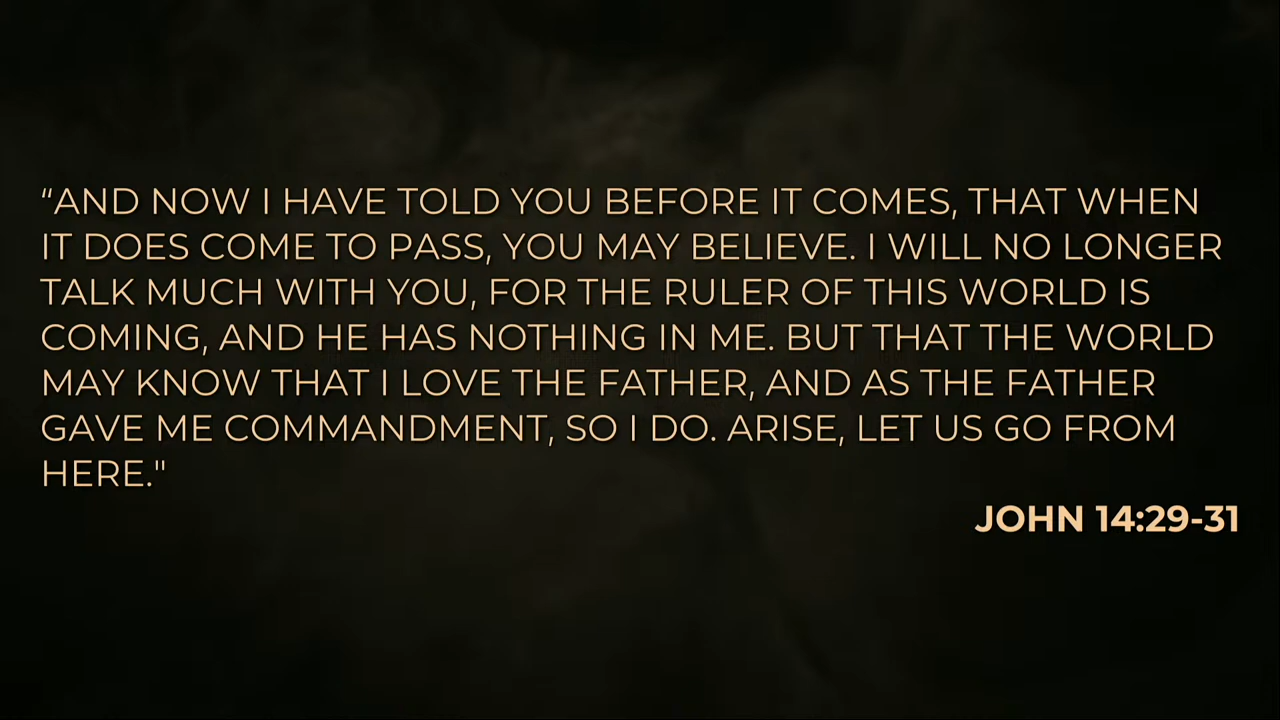 “AND NOW I HAVE TOLD YOU BEFORE IT COMES, THAT WHEN
IT DOES COME TO PASS, YOU MAY BELIEVE. I WILL NO LONGER
TALK MUCH WITH YOU, FOR THE RULER OF THIS WORLD IS
COMING, AND HE HAS NOTHING IN ME. BUT THAT THE WORLD
MAY KNOW THAT I LOVE THE FATHER, AND AS THE FATHER
GAVE ME COMMANDMENT, SO I DO. ARISE, LET US GO FROM
HERE."
JOHN 14:29-31